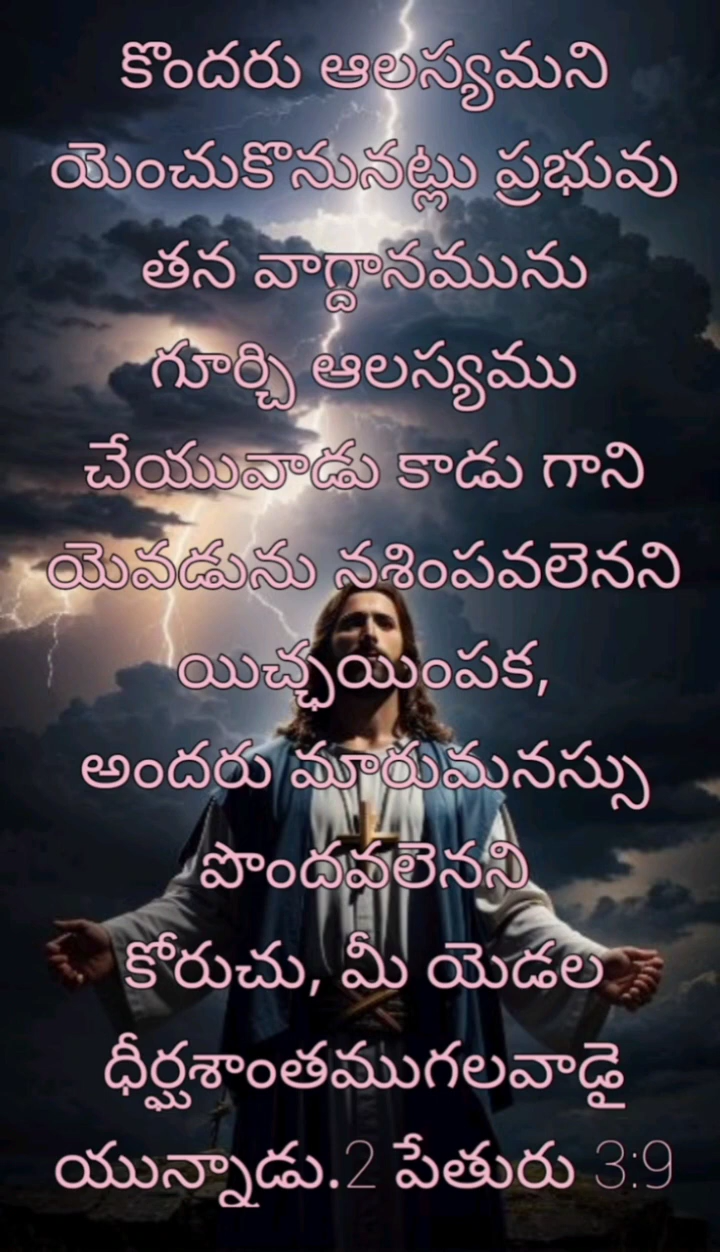 కొందరు ఆలస్యమని
యెంచుకొనునట్లు ప్రభువు
తన వాగ్దానమును
గూర్చి ఆలస్యము
చేయువాడు కాడు గాని
యెవడును నశింపవలెనని
యిచ్ఛయింపక,
అందరు మారుమనస్సు
పొందవలెనని
కోరుచు, మీ యెడల
ధీర్ఘశాంతముగలవాడై
యున్నాడు.2 పేతురు 3:9